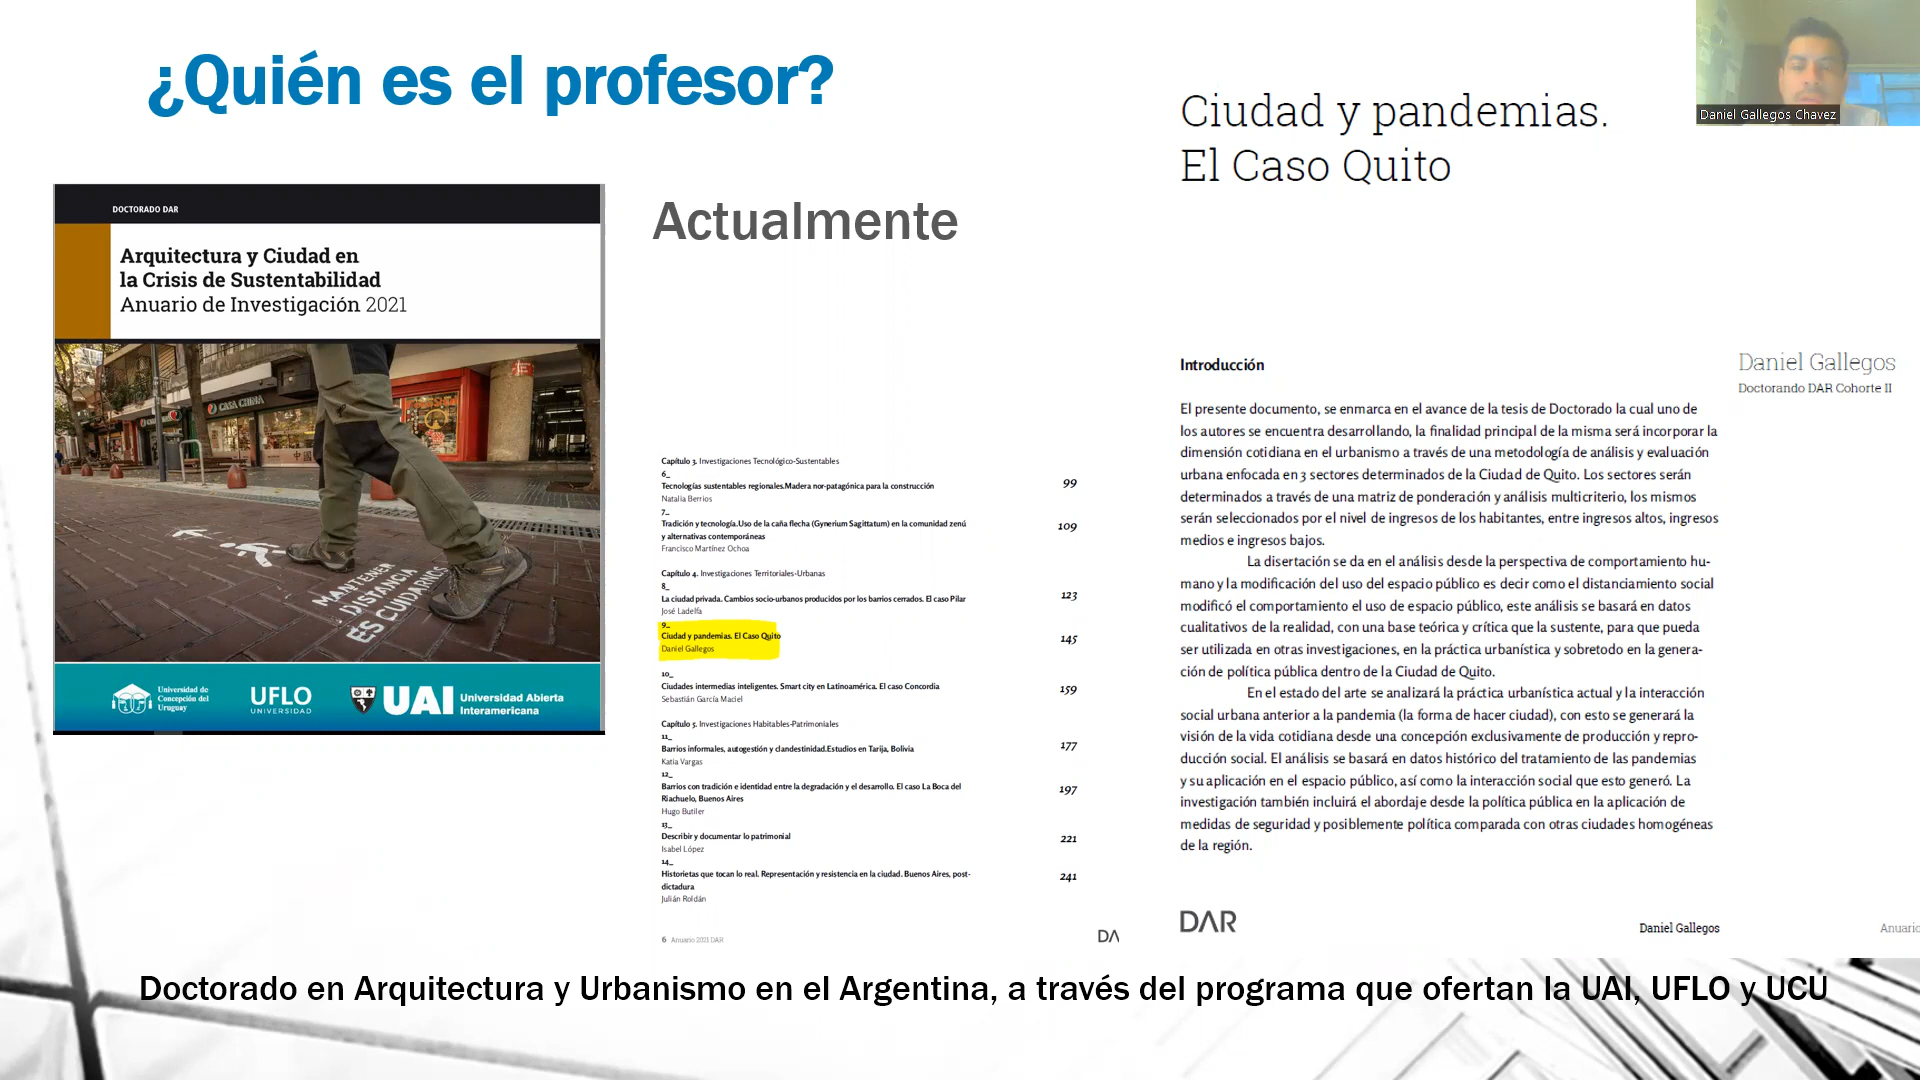 ¿Quién es el profesor?
DOCTORADO DAR
Arquitectura y Ciudad en
la Crisis de Sustentabilidad
Anuario de Investigación 2021
CASA CHINA
MANTENER
DISTANCIA
ES CUIDARNOS
Universidad de
Concepción del
Uruguay
UFLO
UNIVERSIDAD
UAI
Universidad Abierta
Interamericana
Actualmente
Capítulo 3. Investigaciones Tecnológico-Sustentables
6_
Tecnologías sustentables regionales.Madera nor-patagónica para la construcción 99
Natalia Berrios
7_
Tradición y tecnología.Uso de la caña flecha (Gynerium Sagittatum) en la comunidad zenú 109
y alternativas contemporáneas
Francisco Martínez Ochoa
Capítulo 4. Investigaciones Territoriales-Urbanas
8_
La ciudad privada. Cambios socio-urbanos producidos por los barrios cerrados. El caso Pilar 123
José Ladelfa
9_
Ciudad y pandemias. El Caso Quito 145
Daniel Gallegos
10_
Ciudades intermedias inteligentes. Smart city en Latinoamérica. El caso Concordia 159
Sebastián García Maciel
Capítulo 5. Investigaciones Habitables-Patrimoniales
11_
Barrios informales, autogestión y clandestinidad.Estudios en Tarija, Bolivia 177
Katia Vargas
12_
Barrios con tradición e identidad entre la degradación y el desarrollo. El caso La Boca del 197
Riachuelo, Buenos Aires
Hugo Butiler
13_
Describir y documentar lo patrimonial 221
Isabel López
14_
Historietas que tocan lo real. Representación y resistencia en la ciudad. Buenos Aires, post- 241
dictadura
Julián Roldán
6 Anuario 2021 DAR
DA
Ciudad y pandemias.
El Caso Quito
Daniel Gallegos Chavez
Introducción
Daniel Gallegos
Doctorando DAR Cohorte II
El presente documento, se enmarca en el avance de la tesis de Doctorado la cual uno de
los autores se encuentra desarrollando, la finalidad principal de la misma será incorporar la
dimensión cotidiana en el urbanismo a través de una metodología de análisis y evaluación
urbana enfocada en 3 sectores determinados de la Ciudad de Quito. Los sectores serán
determinados a través de una matriz de ponderación y análisis multicriterio, los mismos
serán seleccionados por el nivel de ingresos de los habitantes, entre ingresos altos, ingresos
medios e ingresos bajos.
La disertación se da en el análisis desde la perspectiva de comportamiento hu-
mano y la modificación del uso del espacio público es decir como el distanciamiento social
modificó el comportamiento el uso de espacio público, este análisis se basará en datos
cualitativos de la realidad, con una base teórica y crítica que la sustente, para que pueda
ser utilizada en otras investigaciones, en la práctica urbanística y sobretodo en la genera-
ción de política pública dentro de la Ciudad de Quito.
En el estado del arte se analizará la práctica urbanística actual y la interacción
social urbana anterior a la pandemia (la forma de hacer ciudad), con esto se generará la
visión de la vida cotidiana desde una concepción exclusivamente de producción y repro-
ducción social. El análisis se basará en datos histórico del tratamiento de las pandemias
y su aplicación en el espacio público, así como la interacción social que esto generó. La
investigación también incluirá el abordaje desde la política pública en la aplicación de
medidas de seguridad y posiblemente política comparada con otras ciudades homogéneas
de la región.
DAR
Daniel Gallegos
Anuario
Doctorado en Arquitectura y Urbanismo en el Argentina, a través del programa que ofertan la UAI, UFLO y UCU